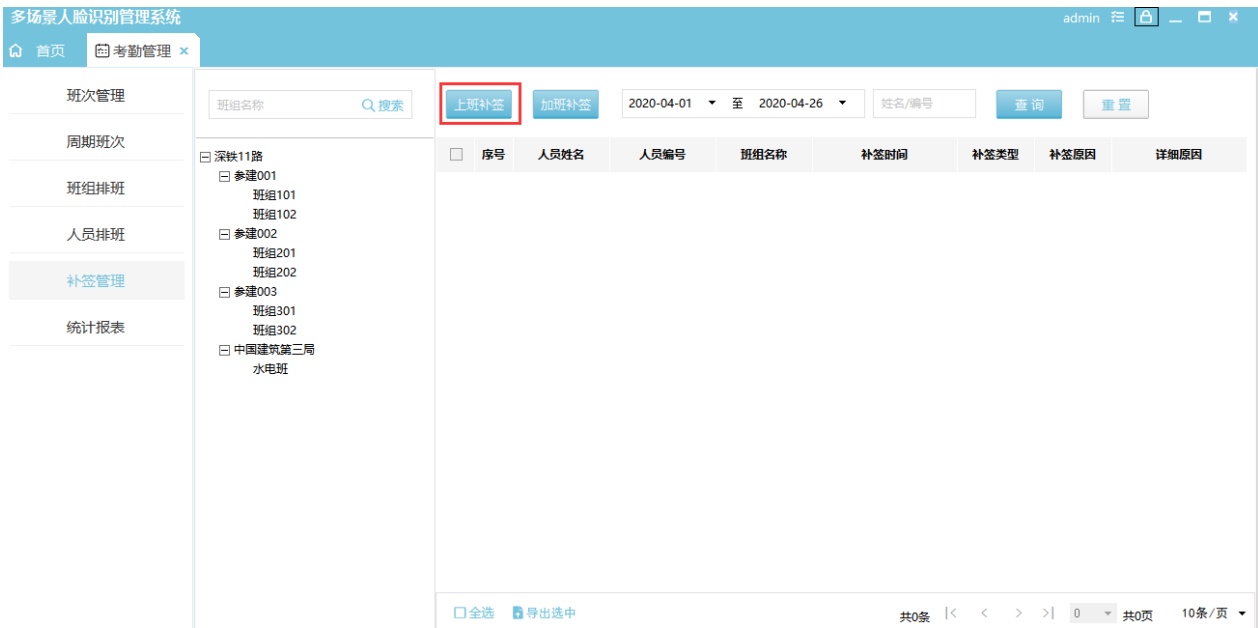 多场景人脸识别管理系统
admin
首页
考勤管理
班次管理
周期班次
班组排班
人员排班
补签管理
统计报表
班组名称
搜索
深铁11路
参建001
班组101
班组102
参建002
班组201
班组202
参建003
班组301
班组302
中国建筑第三局
水电班
上班补签 加班补签 2020-04-01 至 2020-04-26 姓名/编号 查询 重置
序号 人员姓名 人员编号 班组名称 补签时间 补签类型 补签原因 详细原因
全选 导出选中 共0条 0 共0页 10条/页